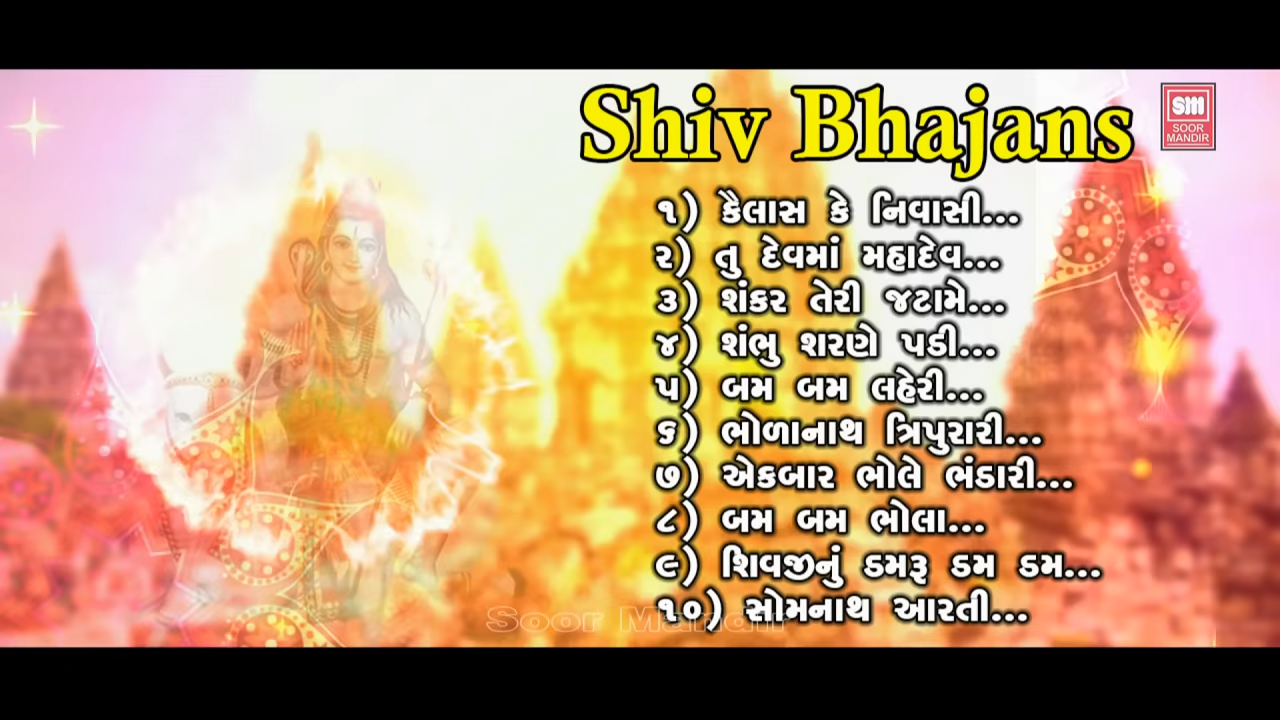 Shiv Bhajans
SM
SOOR
MANDIR
૧) કૈલાસ કે નિવાસી...
૨) તુ દેવમાં મહાદેવ...
૩) શંકર તેરી જટામે...
૪) શંભુ શરણે પડી...
૫) બમ બમ લહેરી...
૬) ભોળાનાથ ત્રિપુરારી...
૭) એકબાર ભોલે ભંડારી...
૮) બમ બમ ભોલા...
૯) શિવજીનું ડમરૂ ડમ ડમ...
૧૦) સોમનાથ આરતી...
Soor Mandir